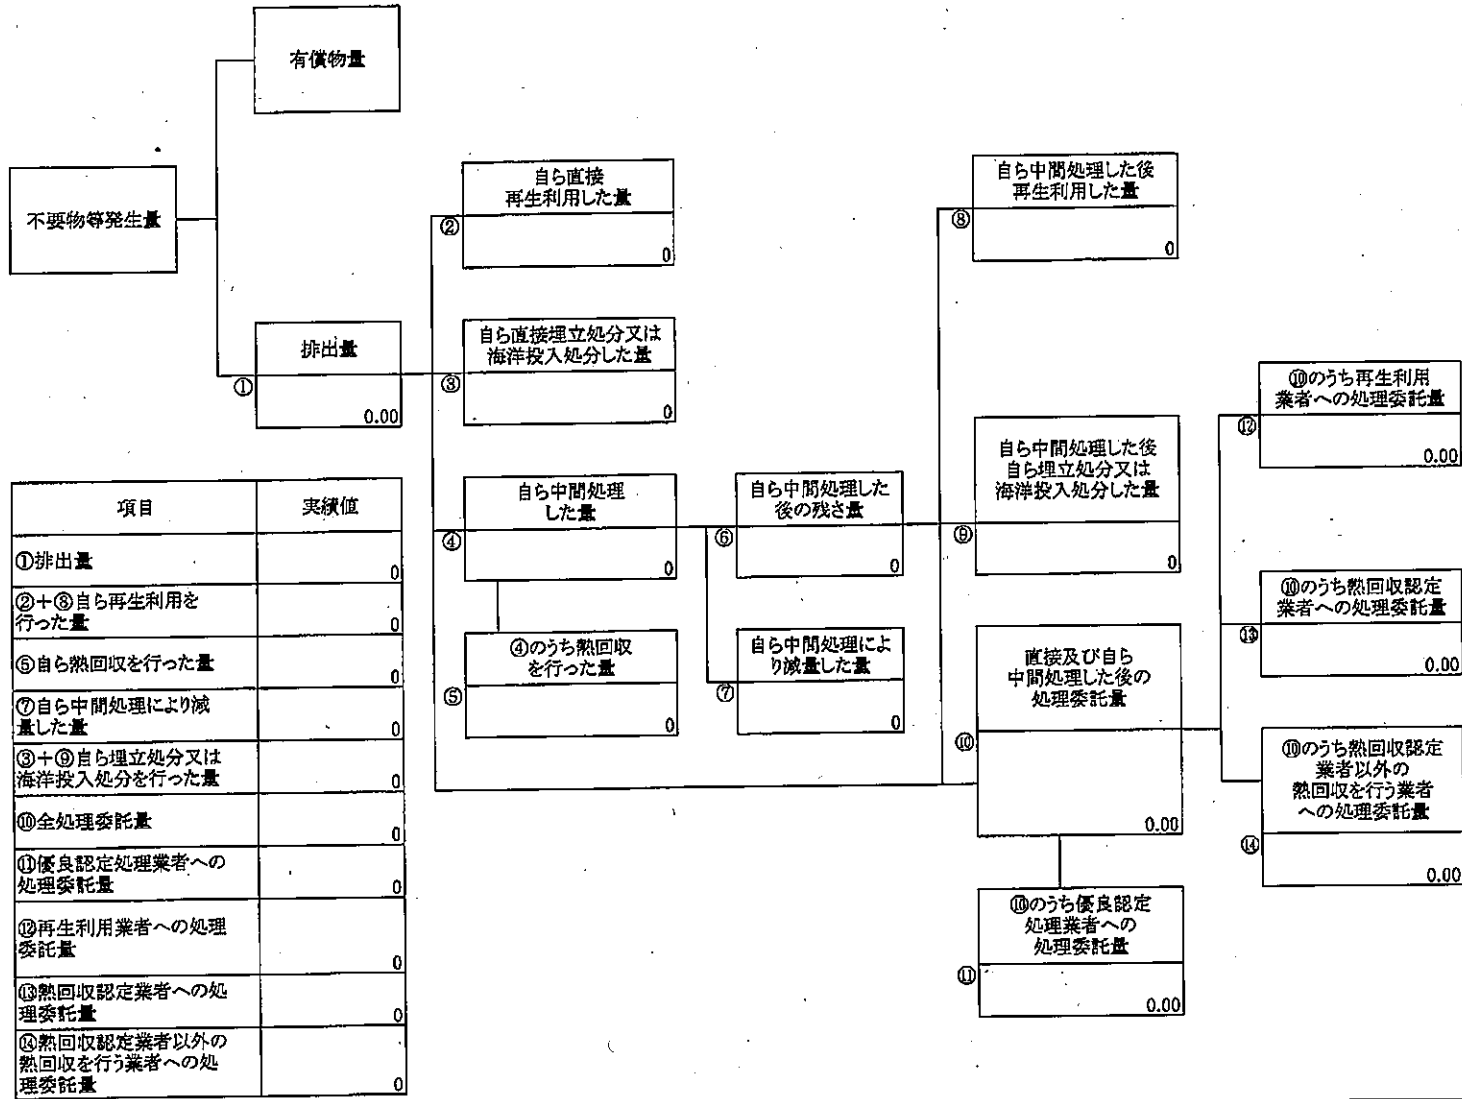 有償物量
不要物等発生量
排出量
①
0.00
自ら直接
再生利用した量
②
0
自ら直接埋立処分又は
海洋投入処分した量
③
0
自ら中間処理
した量
④
0
④のうち熱回収
を行った量
⑤
0
自ら中間処理した
後の残さ量
⑥
0
自ら中間処理によ
り減量した量
⑦
0
自ら中間処理した後
再生利用した量
⑧
0
自ら中間処理した後
自ら埋立処分又は
海洋投入処分した量
⑨
0
直接及び自ら
中間処理した後の
処理委託量
⑩
0.00
⑩のうち優良認定
処理業者への
処理委託量
⑪
0.00
⑩のうち再生利用
業者への処理委託量
⑫
0.00
⑩のうち熱回収認定
業者への処理委託量
⑬
0.00
⑩のうち熱回収認定
業者以外の
熱回収を行う業者
への処理委託量
⑭
0.00
項目 実績値
①排出量 0
②+⑧自ら再生利用を
行った量 0
⑤自ら熱回収を行った量 0
⑦自ら中間処理により減
量した量 0
③+⑨自ら埋立処分又は
海洋投入処分を行った量 0
⑩全処理委託量 0
⑪優良認定処理業者への
処理委託量 0
⑫再生利用業者への処理
委託量 0
⑬熱回収認定業者への処
理委託量 0
⑭熱回収認定業者以外の
熱回収を行う業者への処
理委託量 0